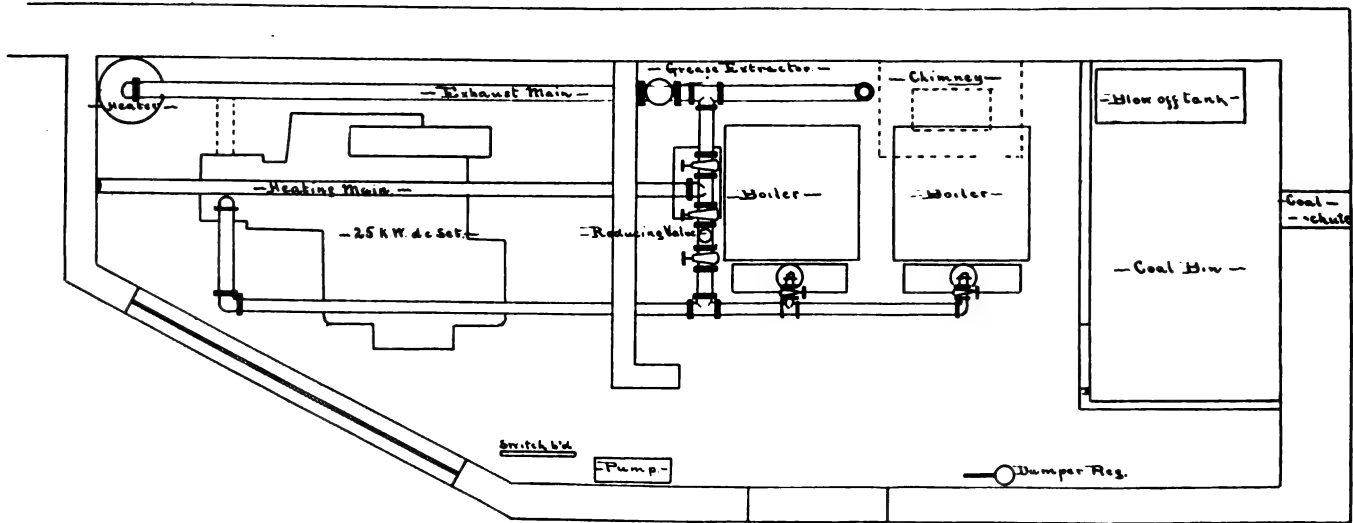 Grease Extractor
Chimney
Heater
Exhaust Main
Blow off tank
Heating Main
Boiler
Boiler
Coal
chute
25 K.W. d.c Set.
Reducing Valve
Coal Bin
Switch b'd
Pump
Damper Reg.